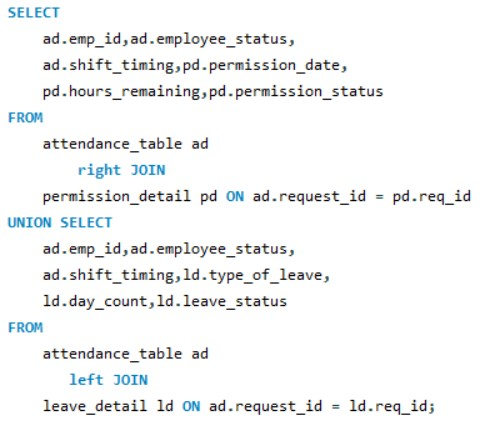 SELECT
ad.emp_id,ad.employee_status,
ad.shift_timing,pd.permission_date,
pd.hours_remaining,pd.permission_status
FROM
attendance_table ad
right JOIN
permission_detail pd ON ad.request_id = pd.req_id
UNION SELECT
ad.emp_id,ad.employee_status,
ad.shift_timing,ld.type_of_leave,
ld.day_count,ld.leave_status
FROM
attendance_table ad
left JOIN
leave_detail ld ON ad.request_id = ld.req_id;